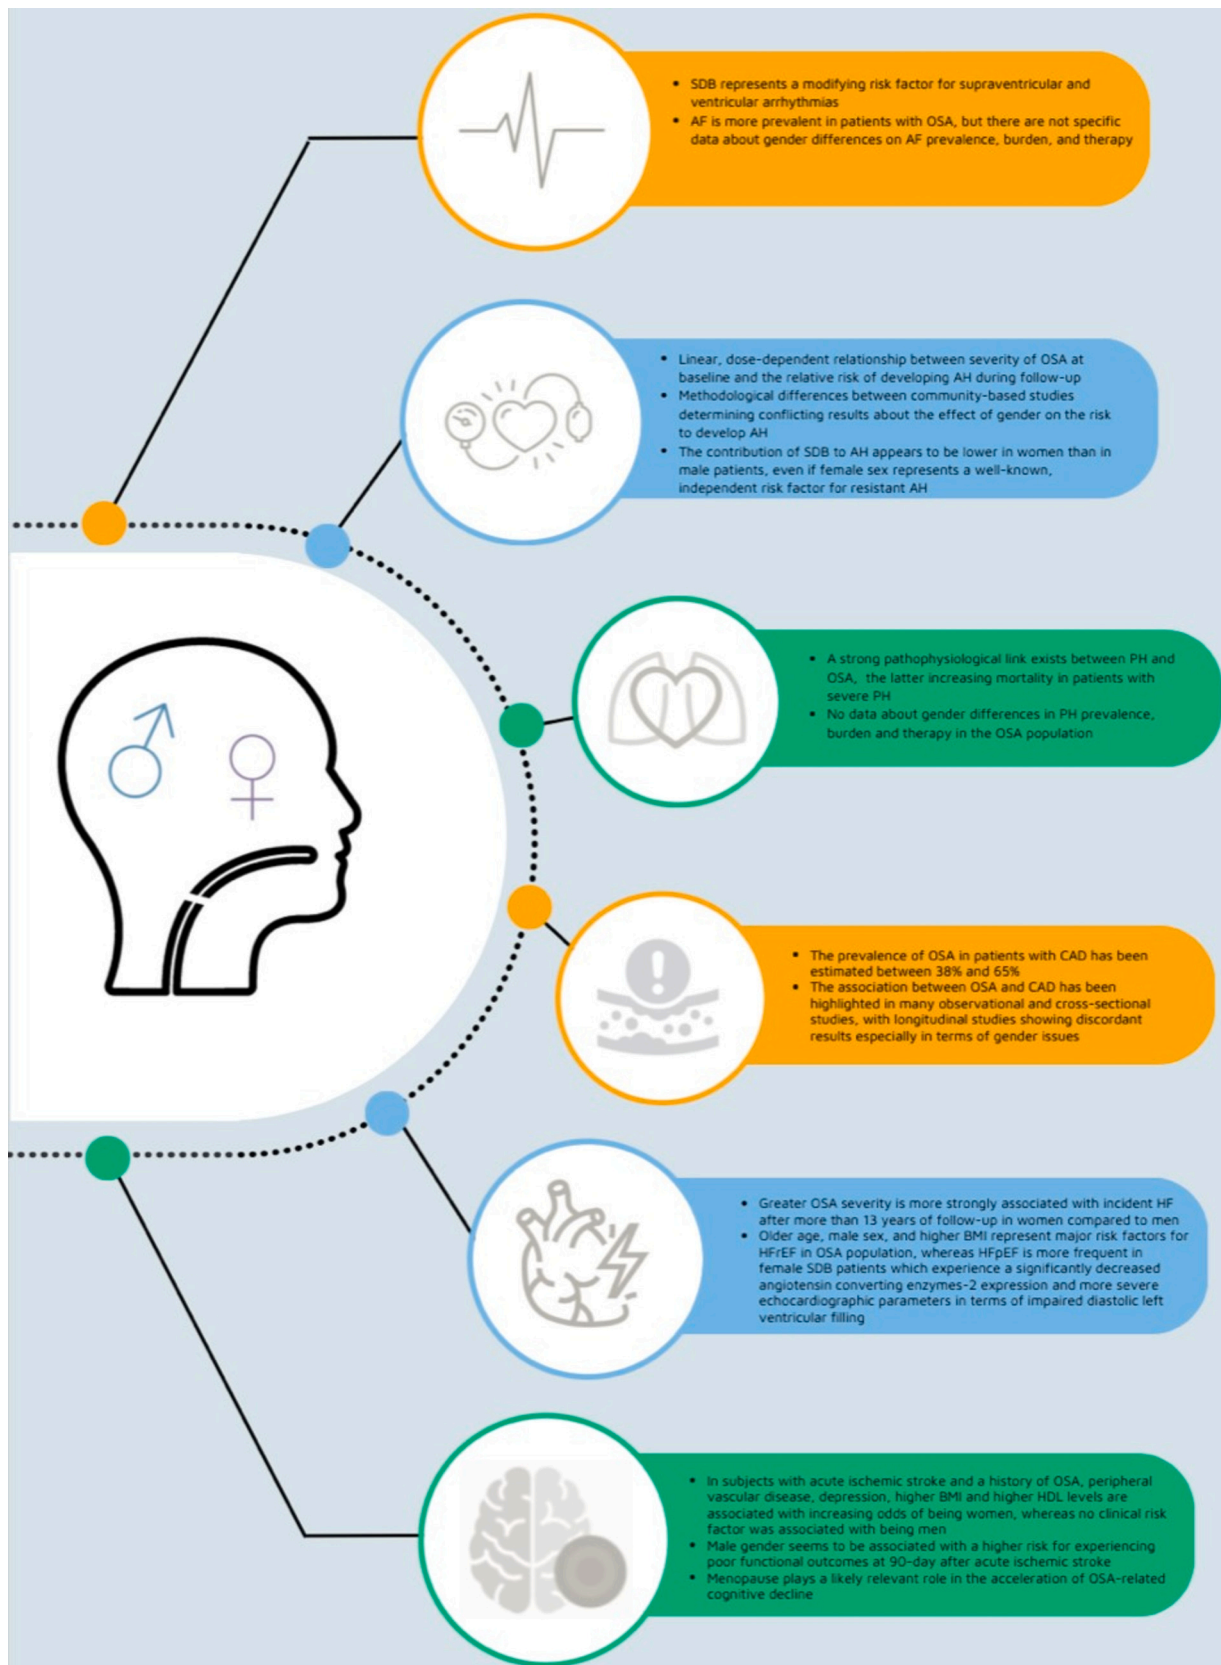 • SDB represents a modifying risk factor for supraventricular and
ventricular arrhythmias
• AF is more prevalent in patients with OSA, but there are not specific
data about gender differences on AF prevalence, burden, and therapy
• Linear, dose-dependent relationship between severity of OSA at
baseline and the relative risk of developing AH during follow-up
• Methodological differences between community-based studies
determining conflicting results about the effect of gender on the risk
to develop AH
• The contribution of SDB to AH appears to be lower in women than in
male patients, even if female sex represents a well-known,
independent risk factor for resistant AH
• A strong pathophysiological link exists between PH and
OSA, the latter increasing mortality in patients with
severe PH
• No data about gender differences in PH prevalence,
burden and therapy in the OSA population
• The prevalence of OSA in patients with CAD has been
estimated between 38% and 65%
• The association between OSA and CAD has been
highlighted in many observational and cross-sectional
studies, with longitudinal studies showing discordant
results especially in terms of gender issues
• Greater OSA severity is more strongly associated with incident HF
after more than 13 years of follow-up in women compared to men
• Older age, male sex, and higher BMI represent major risk factors for
HFrEF in OSA population, whereas HFpEF is more frequent in
female SDB patients which experience a significantly decreased
angiotensin converting enzymes-2 expression and more severe
echocardiographic parameters in terms of impaired diastolic left
ventricular filling
• In subjects with acute ischemic stroke and a history of OSA, peripheral
vascular disease, depression, higher BMI and higher HDL levels are
associated with increasing odds of being women, whereas no clinical risk
factor was associated with being men
• Male gender seems to be associated with a higher risk for experiencing
poor functional outcomes at 90-day after acute ischemic stroke
• Menopause plays a likely relevant role in the acceleration of OSA-related
cognitive decline